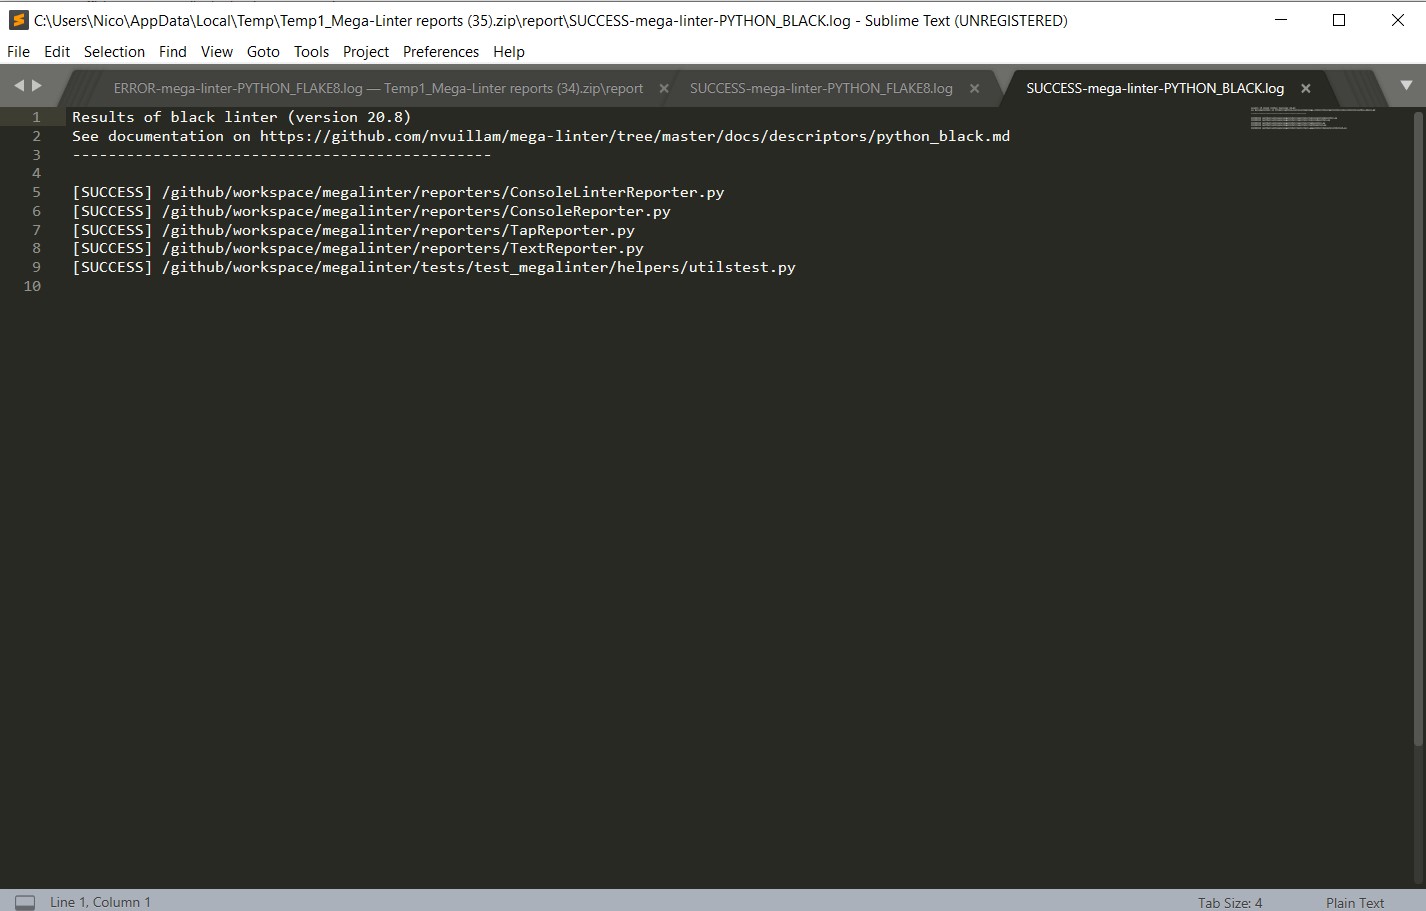 C:\Users\Nico\AppData\Local\Temp\Temp1_Mega-Linter reports (35).zip\report\SUCCESS-mega-linter-PYTHON_BLACK.log - Sublime Text (UNREGISTERED)
File Edit Selection Find View Goto Tools Project Preferences Help
ERROR-mega-linter-PYTHON_FLAKE8.log — Temp1_Mega-Linter reports (34).zip\report SUCCESS-mega-linter-PYTHON_FLAKE8.log SUCCESS-mega-linter-PYTHON_BLACK.log
1 Results of black linter (version 20.8)
2 See documentation on https://github.com/nvuillam/mega-linter/tree/master/docs/descriptors/python_black.md
3 -----------------------------------------------
4
5 [SUCCESS] /github/workspace/megalinter/reporters/ConsoleLinterReporter.py
6 [SUCCESS] /github/workspace/megalinter/reporters/ConsoleReporter.py
7 [SUCCESS] /github/workspace/megalinter/reporters/TapReporter.py
8 [SUCCESS] /github/workspace/megalinter/reporters/TextReporter.py
9 [SUCCESS] /github/workspace/megalinter/tests/test_megalinter/helpers/utilstest.py
10
Line 1, Column 1 Tab Size: 4 Plain Text